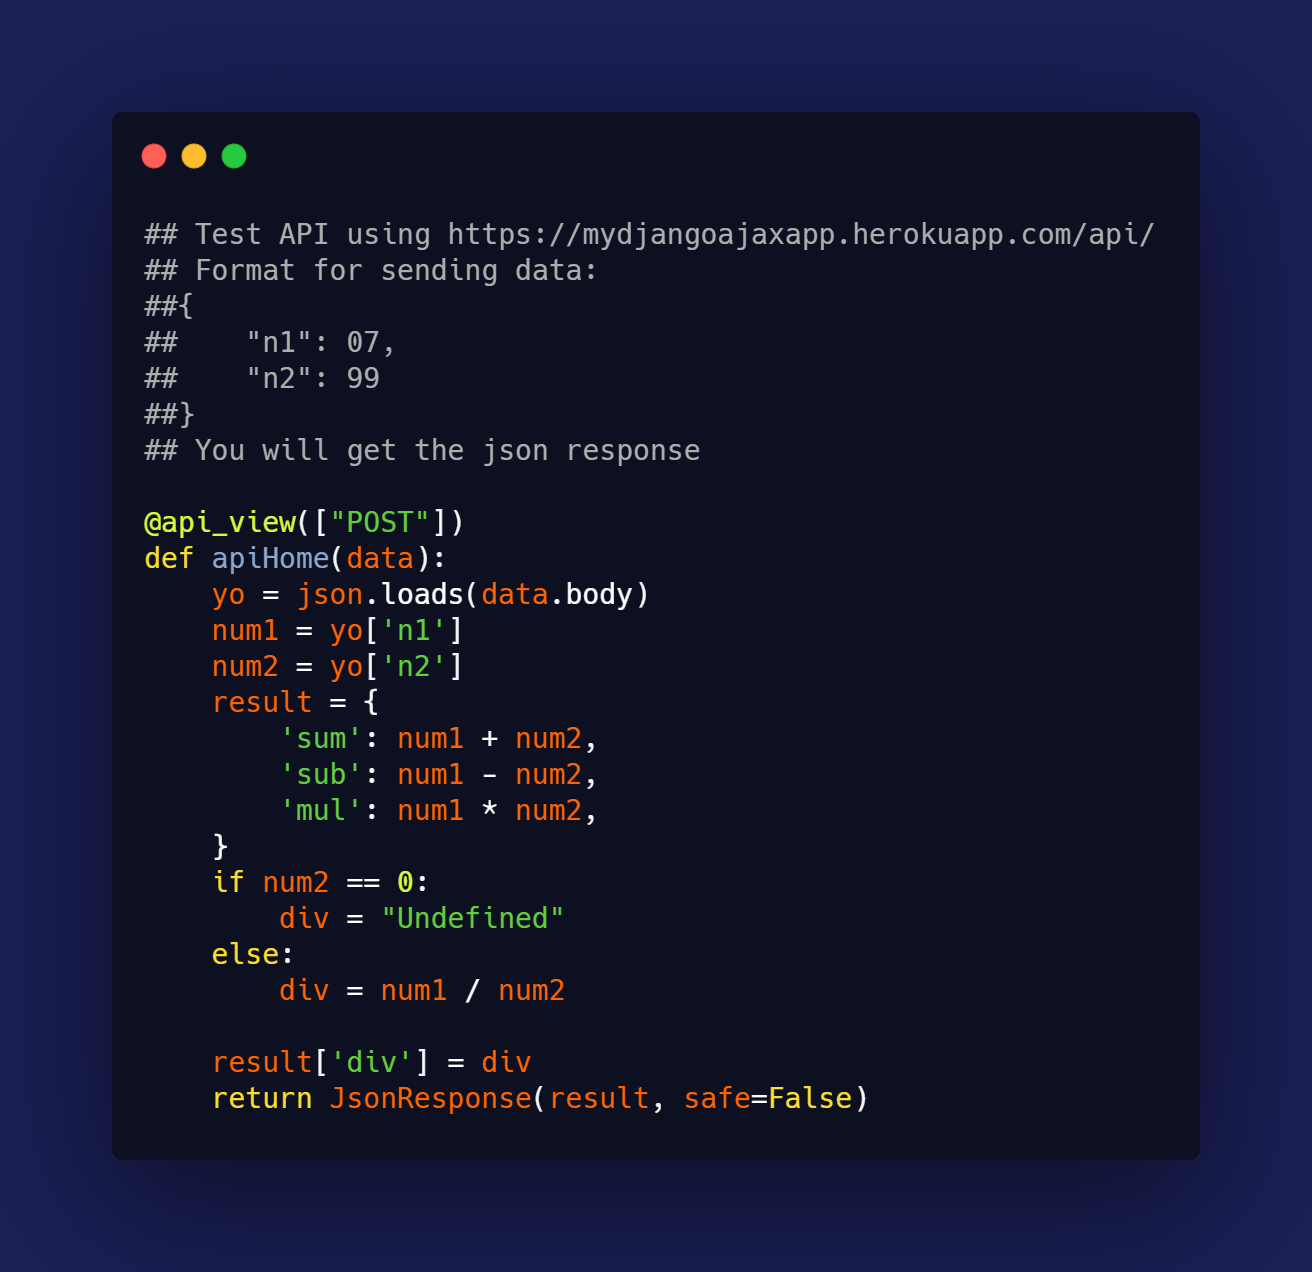 ## Test API using https://mydjangoajaxapp.herokuapp.com/api/
## Format for sending data:
##{
##    "n1": 07,
##    "n2": 99
##}
## You will get the json response

@api_view(["POST"])
def apiHome(data):
    yo = json.loads(data.body)
    num1 = yo['n1']
    num2 = yo['n2']
    result = {
        'sum': num1 + num2,
        'sub': num1 - num2,
        'mul': num1 * num2,
    }
    if num2 == 0:
        div = "Undefined"
    else:
        div = num1 / num2

    result['div'] = div
    return JsonResponse(result, safe=False)